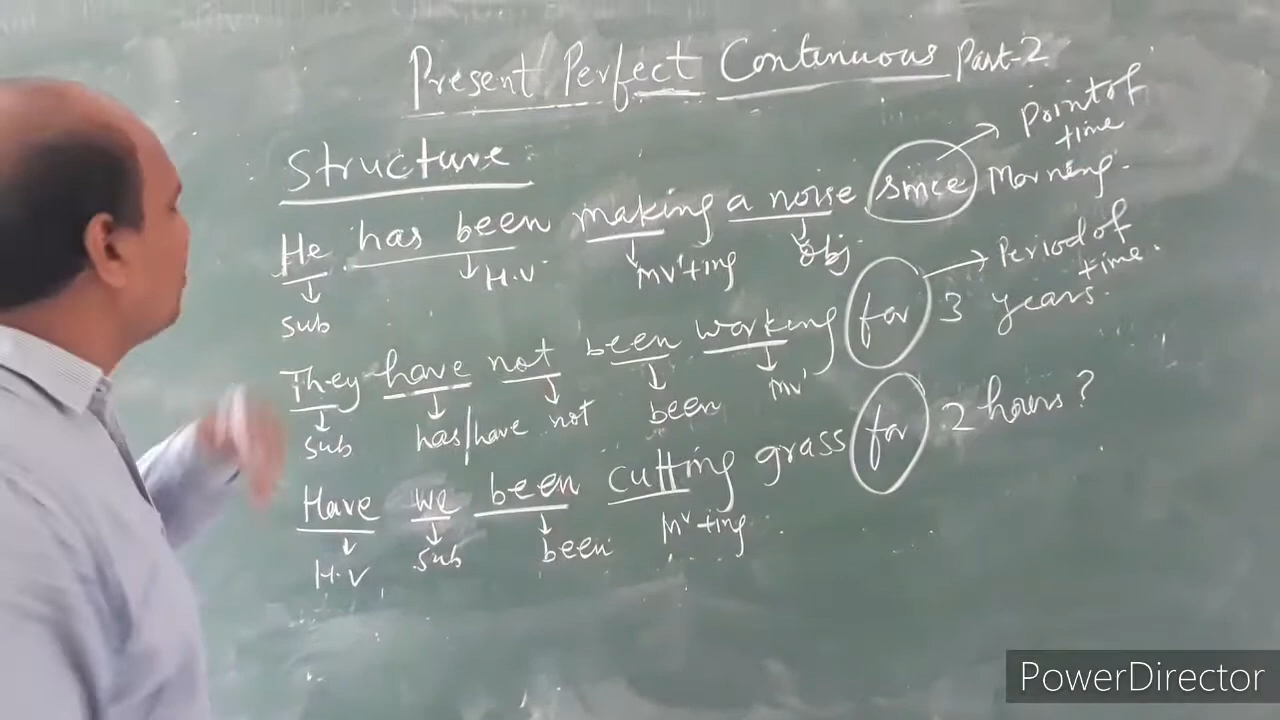 Present Perfect Continuous Part-2
Structure
He has been making a noise since Morning.
Point of time
sub
H.V
MV'+ing
Obj
They have not been working for 3 years.
Period of time.
sub
has/have not
been
MV'
Have we been cutting grass for 2 hours?
H.V
sub
been
MV+ing
PowerDirector